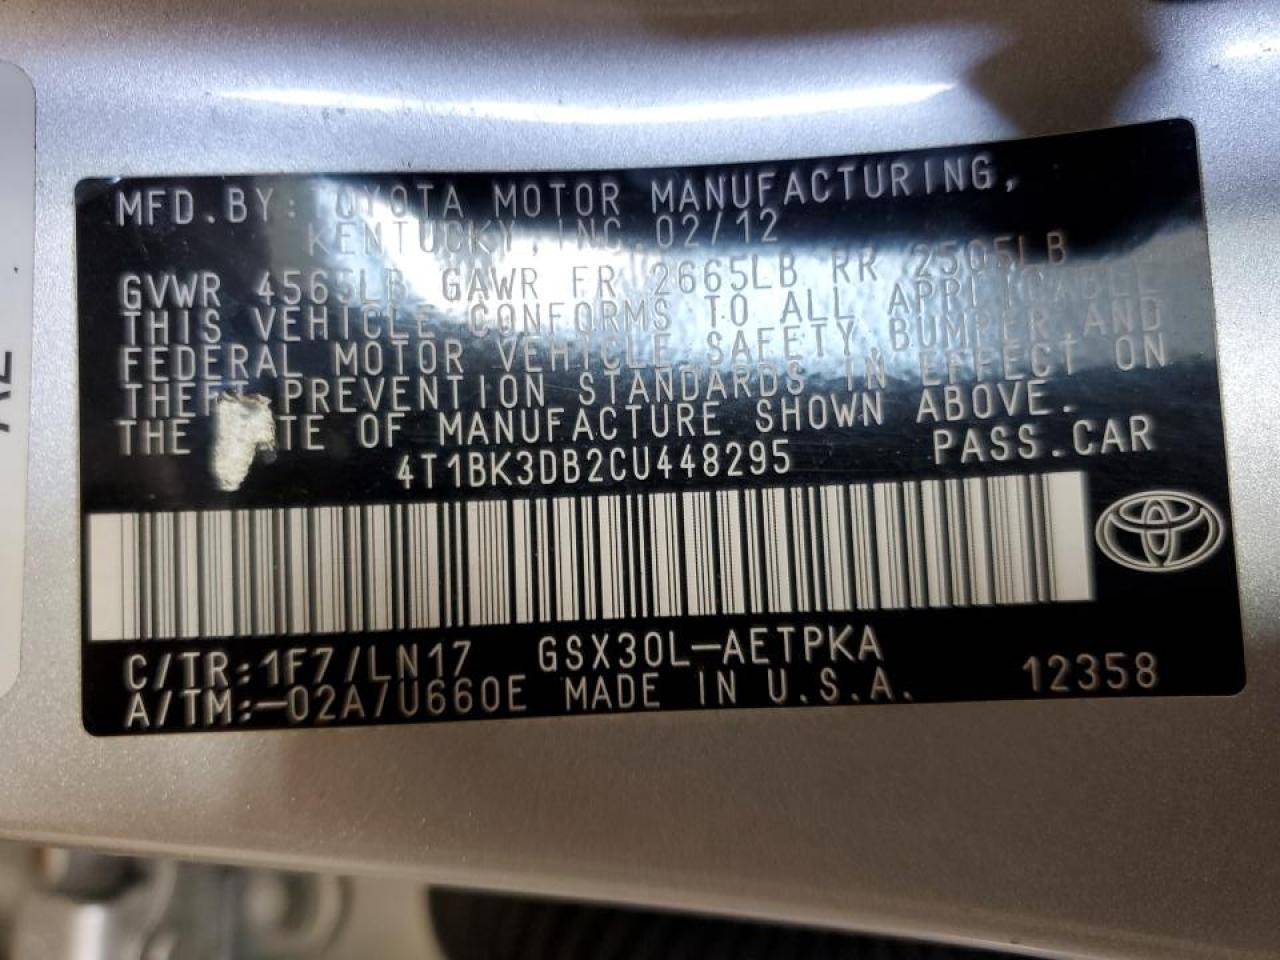 MFD.BY: TOYOTA MOTOR MANUFACTURING,
KENTUCKY,INC.02/12
GVWR 4565LB GAWR FR 2665LB RR 2505LB
THIS VEHICLE CONFORMS TO ALL APPLICABLE
FEDERAL MOTOR VEHICLE SAFETY BUMPER AND
THEFT PREVENTION STANDARDS IN EFFECT ON
THE TE OF MANUFACTURE SHOWN ABOVE.
4T1BK3DB2CU448295 PASS.CAR
C/TR:1F7/LN17 GSX30L-AETPKA
A/TM:-02A/U660E MADE IN U.S.A. 12358